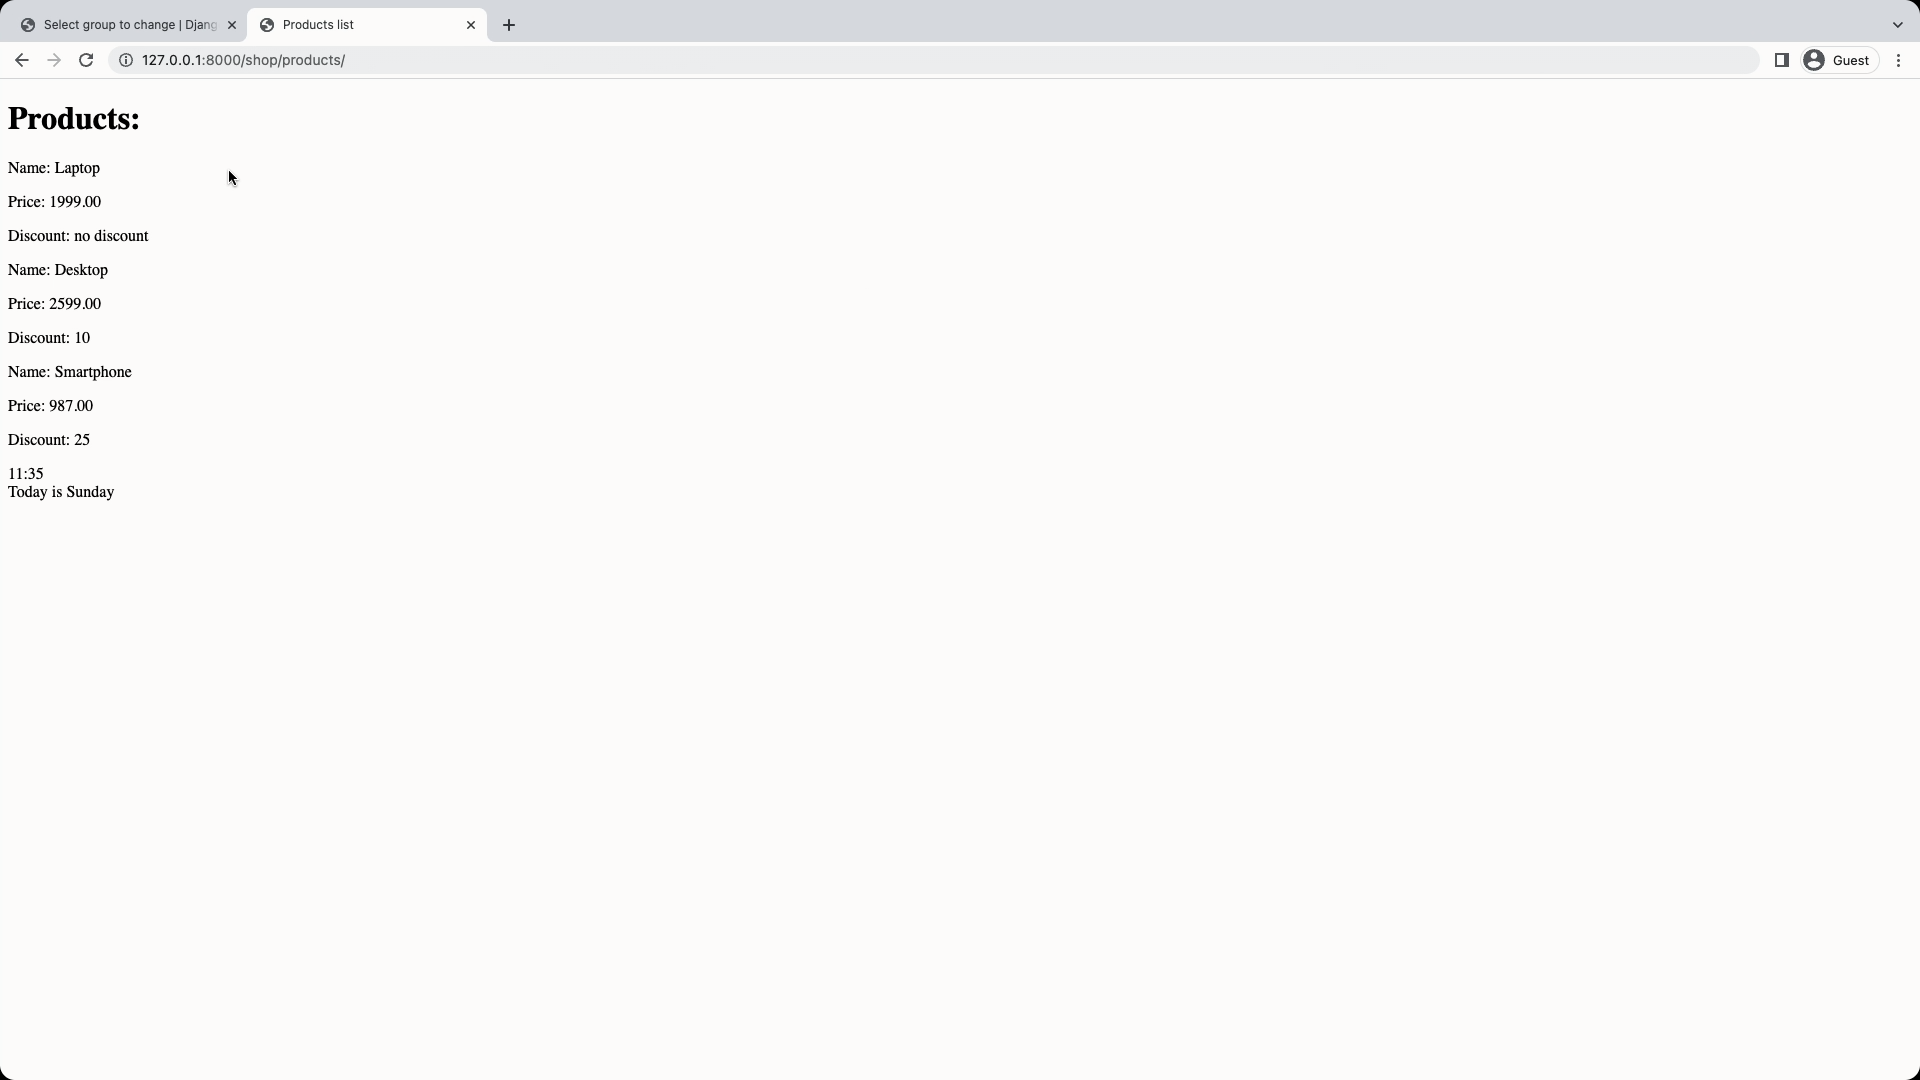 Select group to change | Djang
Products list
127.0.0.1:8000/shop/products/
Guest
Products:
Name: Laptop
Price: 1999.00
Discount: no discount
Name: Desktop
Price: 2599.00
Discount: 10
Name: Smartphone
Price: 987.00
Discount: 25
11:35
Today is Sunday